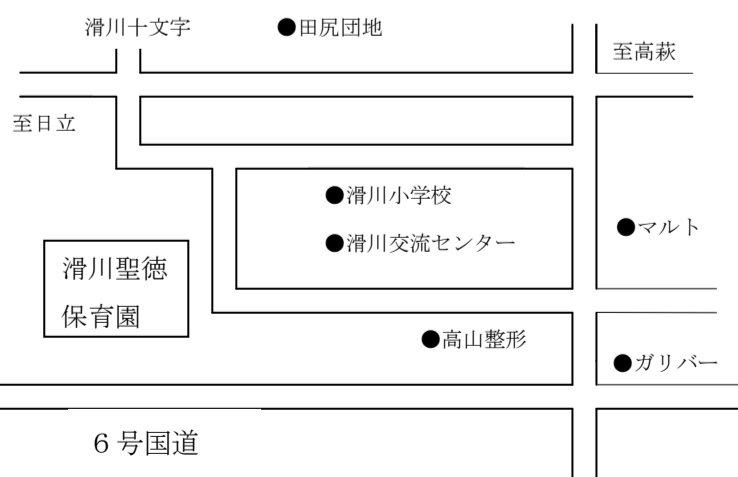 滑川十文字
●田尻団地
至高萩
至日立
●滑川小学校
●マルト
●滑川交流センター
滑川聖徳
保育園
●高山整形
●ガリバー
６号国道